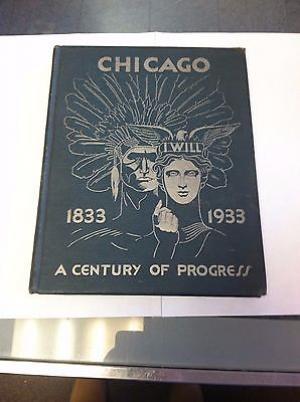 CHICAGO
I WILL
1833 1933
A CENTURY OF PROGRESS